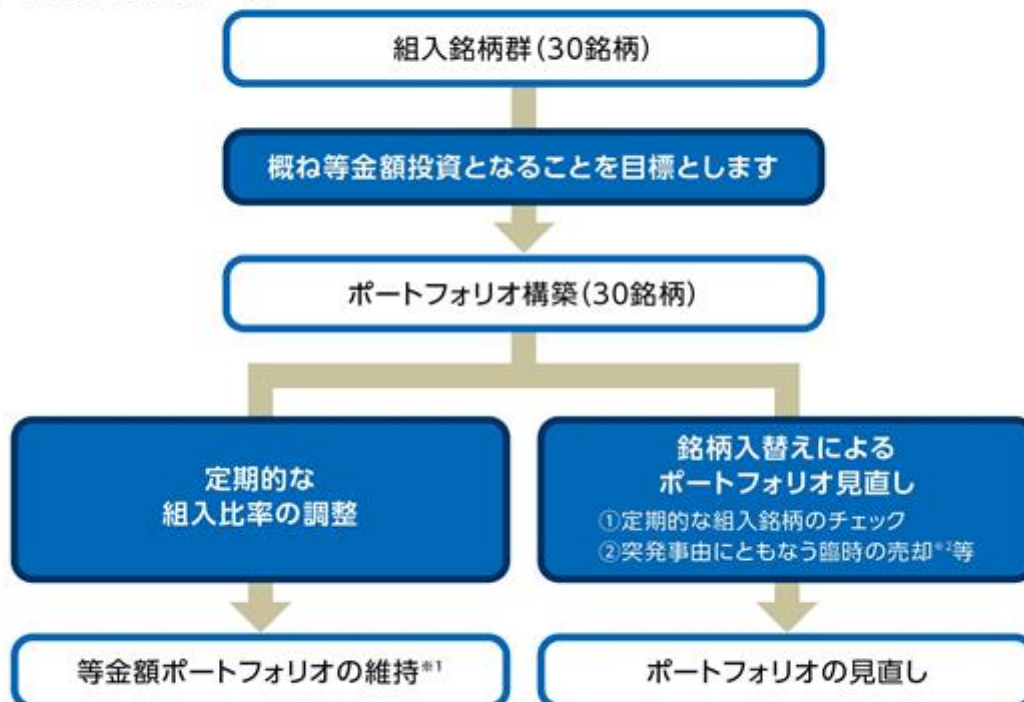 組入銘柄群(30銘柄)
概ね等金額投資となることを目標とします
ポートフォリオ構築(30銘柄)
定期的な
組入比率の調整
銘柄入替えによる
ポートフォリオ見直し
①定期的な組入銘柄のチェック
②突発事由にともなう臨時の売却※2等
等金額ポートフォリオの維持※1
ポートフォリオの見直し